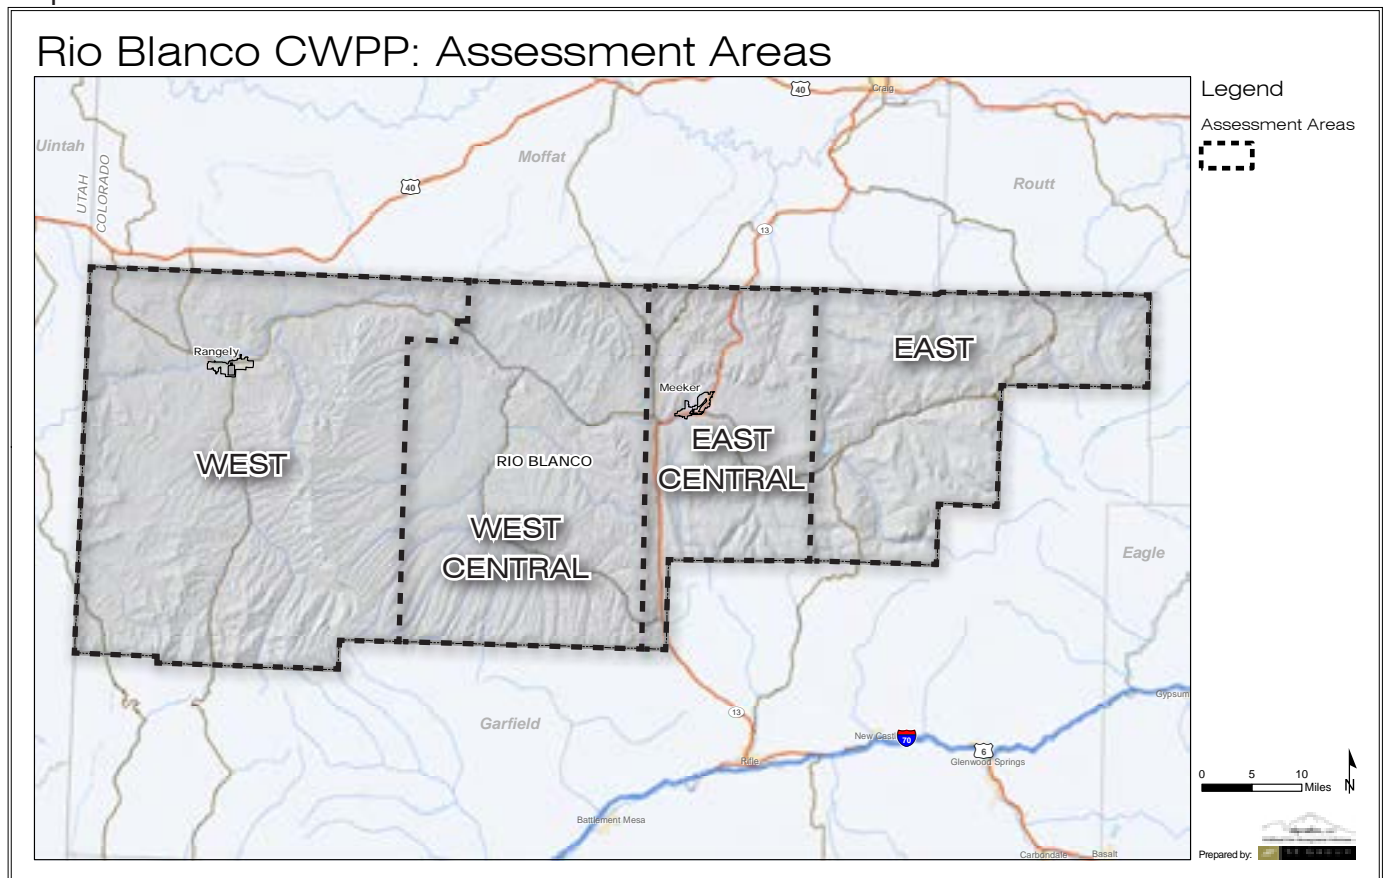 Rio Blanco CWPP: Assessment Areas
Legend
Assessment Areas
40
Craig
Uintah
Moffat
40
UTAH
COLORADO
Routt
13
Rangely
EAST
Meeker
WEST
RIO BLANCO
EAST
CENTRAL
WEST
CENTRAL
Eagle
Garfield
13
Gypsum
New Castl
70
6
Rifle
Glenwood Springs
Battlement Mesa
Carbondale
Basalt
0 5 10
Miles
N
Prepared by: